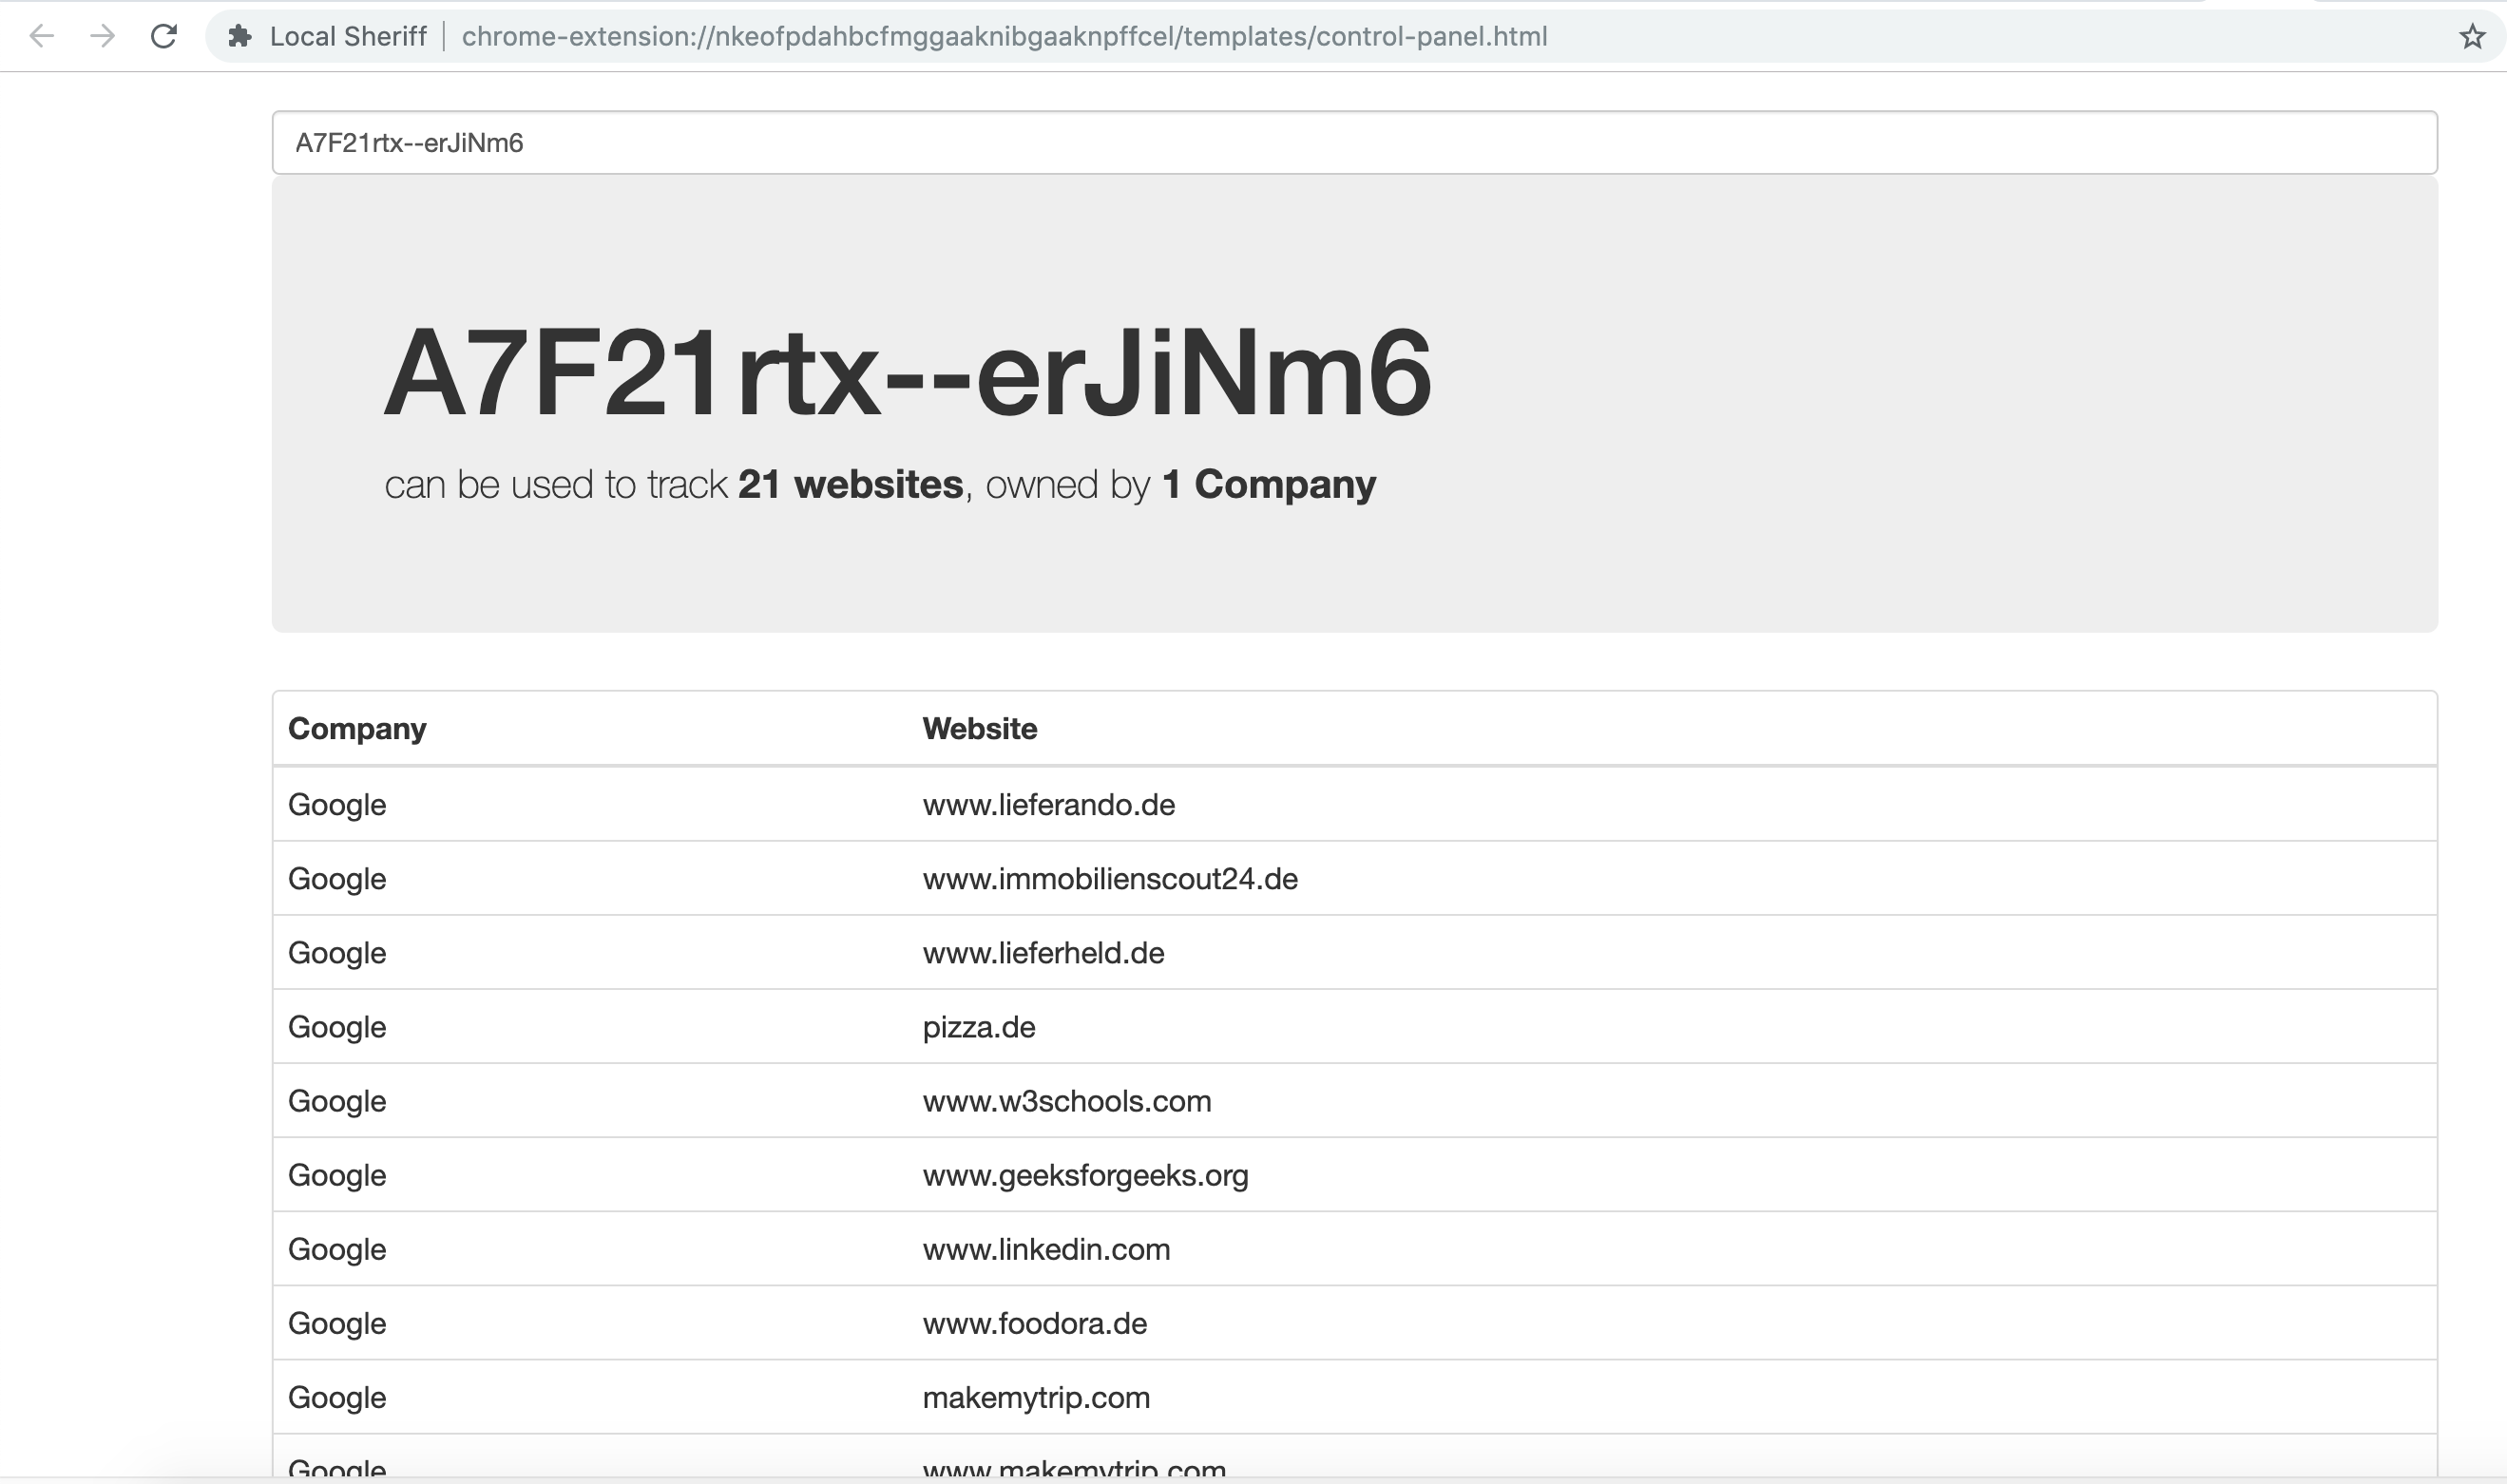 Local Sheriff | chrome-extension://nkeofpdahbcfmggaaknibgaaknpffcel/templates/control-panel.html
A7F21rtx--erJiNm6
A7F21rtx--erJiNm6
can be used to track 21 websites, owned by 1 Company
Company Website
Google www.lieferando.de
Google www.immobilienscout24.de
Google www.lieferheld.de
Google pizza.de
Google www.w3schools.com
Google www.geeksforgeeks.org
Google www.linkedin.com
Google www.foodora.de
Google makemytrip.com
Google www.makemytrip.com